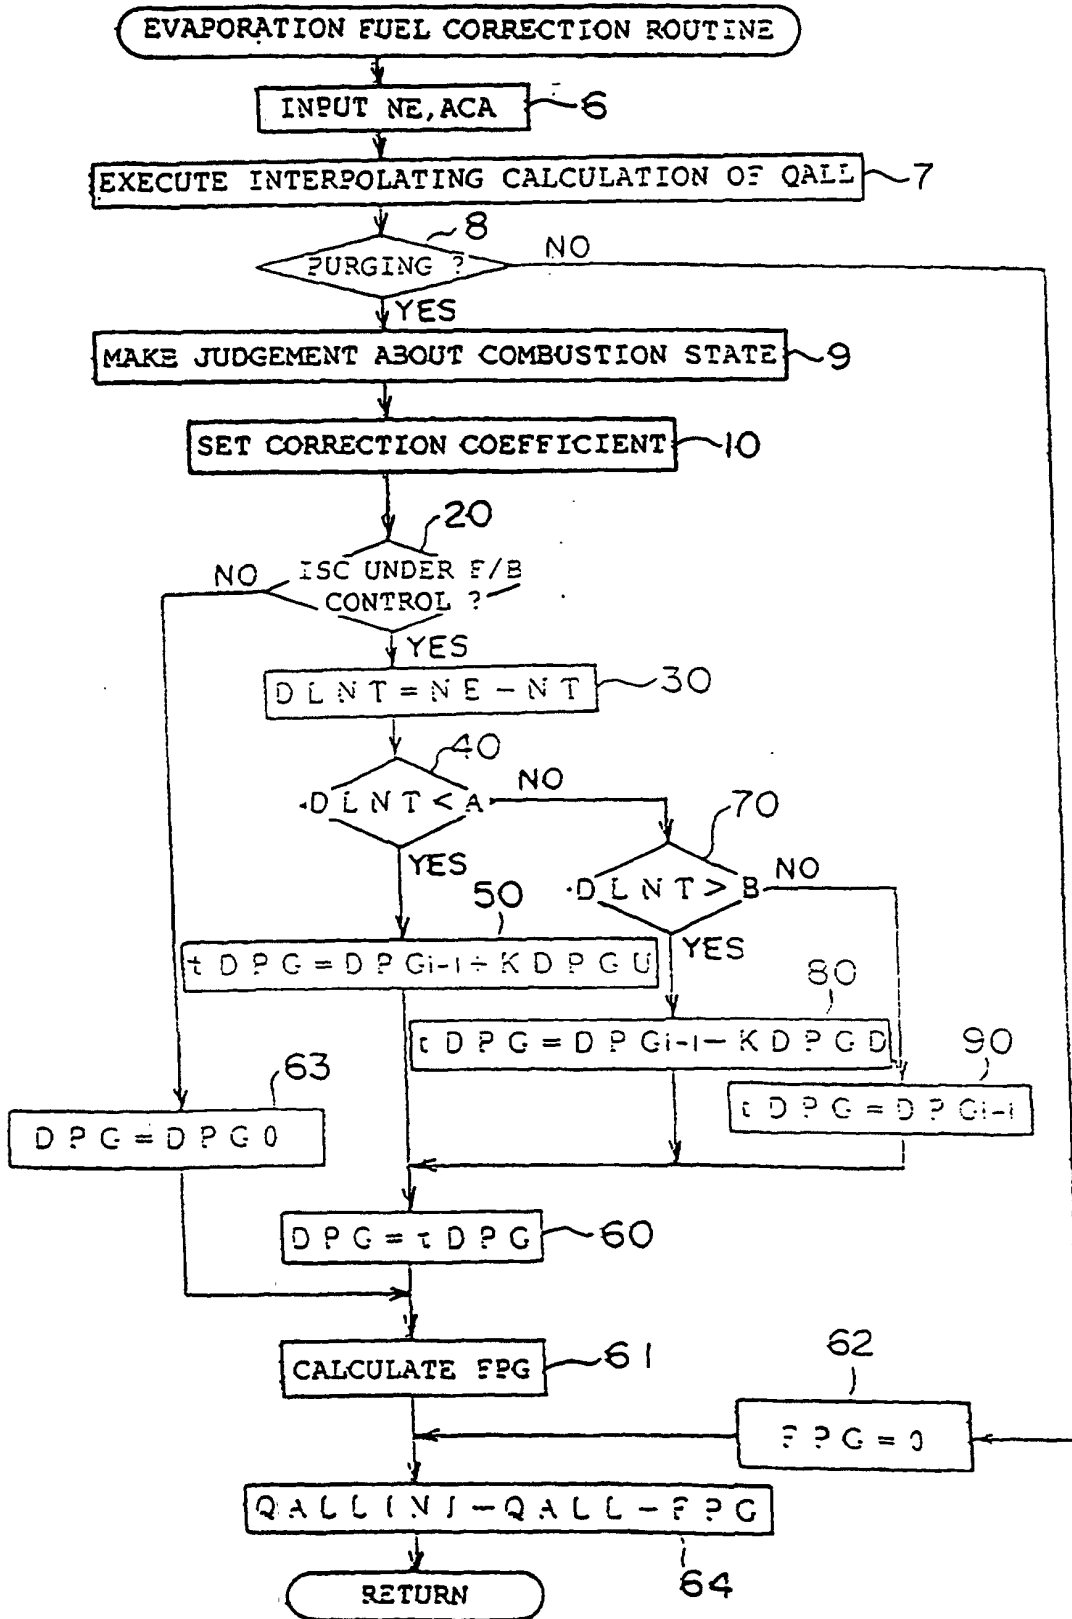 EVAPORATION FUEL CORRECTION ROUTINE
INPUT NE,ACA
6
EXECUTE INTERPOLATING CALCULATION OF QALL
7
8
PURGING ?
NO
YES
MAKE JUDGEMENT ABOUT COMBUSTION STATE
9
SET CORRECTION COEFFICIENT
10
20
ISC UNDER F/B
CONTROL ?
NO
YES
DLNT=NE-NT
30
40
DLNT<A
NO
YES
70
DLNT>B
NO
YES
50
tDPG=DPGi-1+KDPGU
80
tDPG=DPGi-1-KDPGD
90
tDPG=DPGi-1
63
DPG=DPG0
DPG=tDPG
60
CALCULATE FPG
61
62
FPG=0
QALLINJ-QALL-FPG
64
RETURN